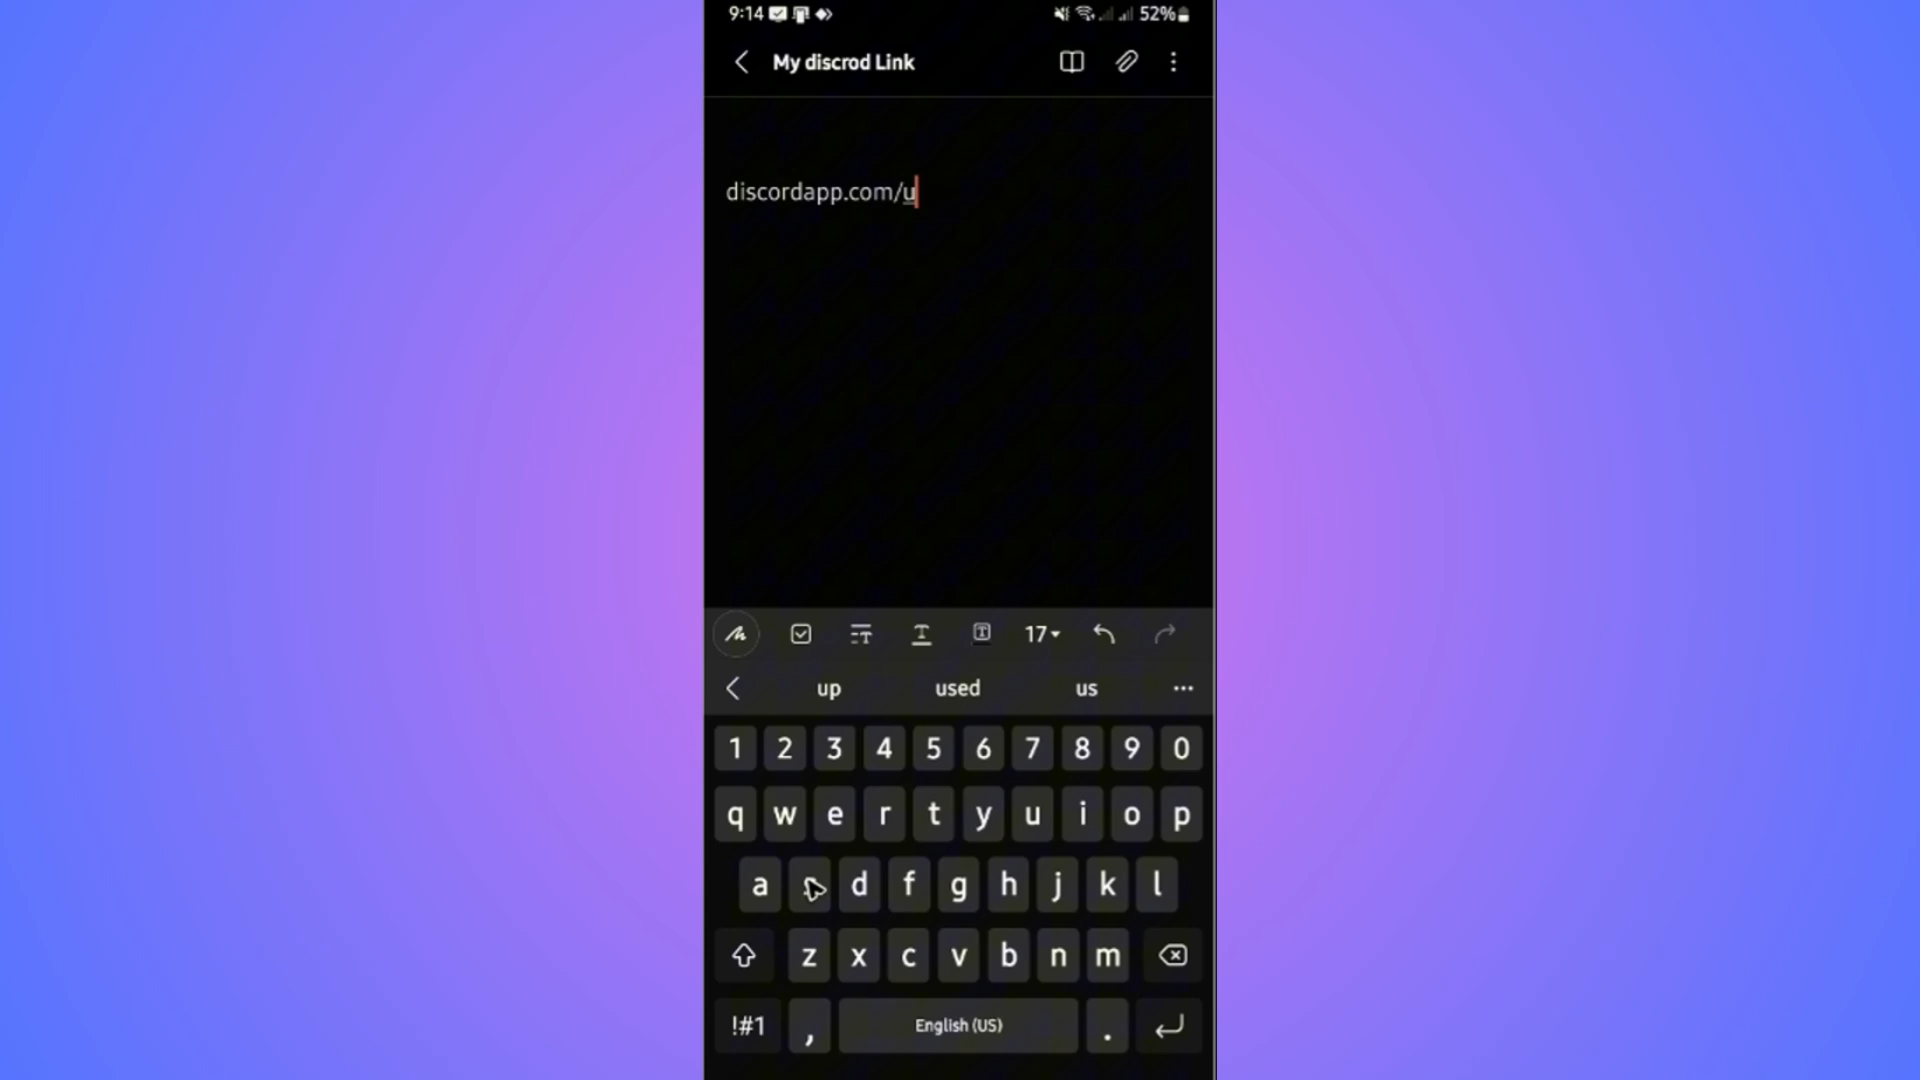 9:14 52%
My discrod Link
discordapp.com/u
17
up used us
1 2 3 4 5 6 7 8 9 0
q w e r t y u i o p
a d f g h j k l
z x c v b n m
!#1 , English (US) .